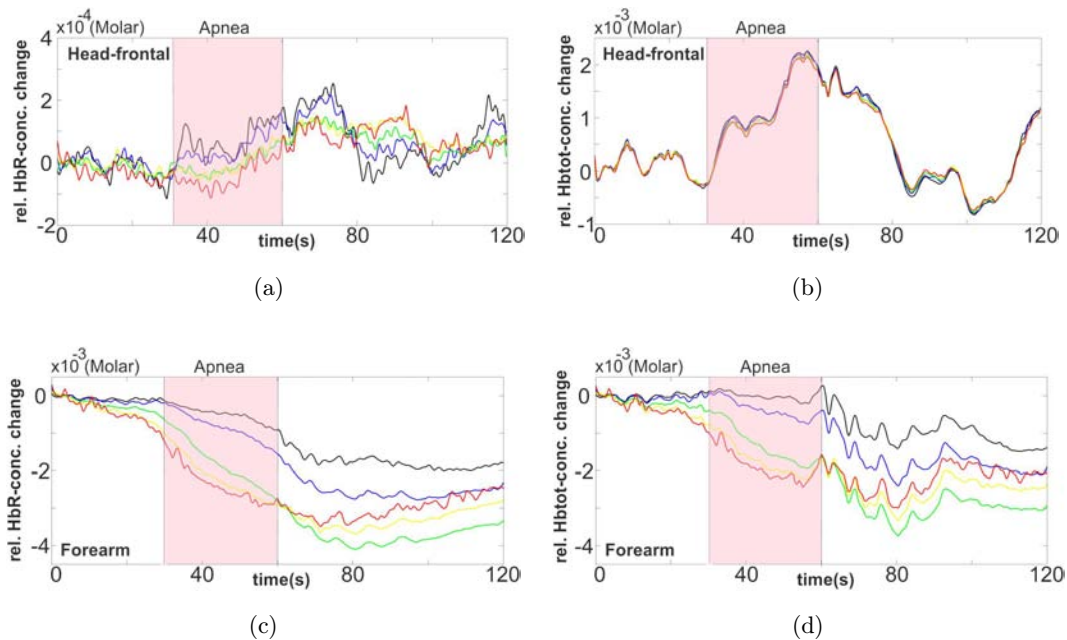 x10⁻⁴ (Molar) Apnea
Head-frontal
rel. HbR-conc. change
4
2
0
-2
0 40 80 120
time(s)
(a)
x10⁻³ (Molar) Apnea
Head-frontal
rel. Hbtot-conc. change
2
1
0
-1
0 40 60 80 120
time(s)
(b)
x10⁻³ (Molar) Apnea
rel. HbR-conc. change
0
-2
-4
Forearm
0 40 80 120
time(s)
(c)
x10⁻³ (Molar) Apnea
rel. Hbtot-conc. change
0
-2
-4
Forearm
0 40 80 120
time(s)
(d)